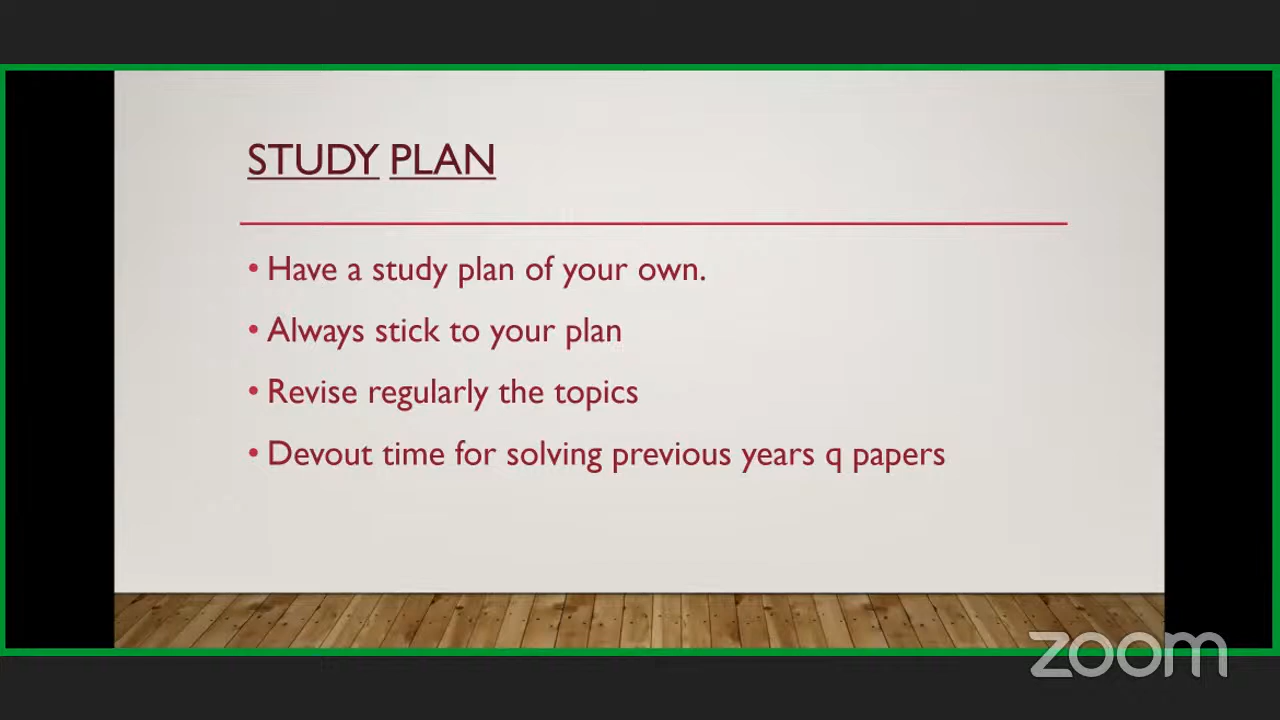 STUDY PLAN
• Have a study plan of your own.
• Always stick to your plan
• Revise regularly the topics
• Devout time for solving previous years q papers
zoom